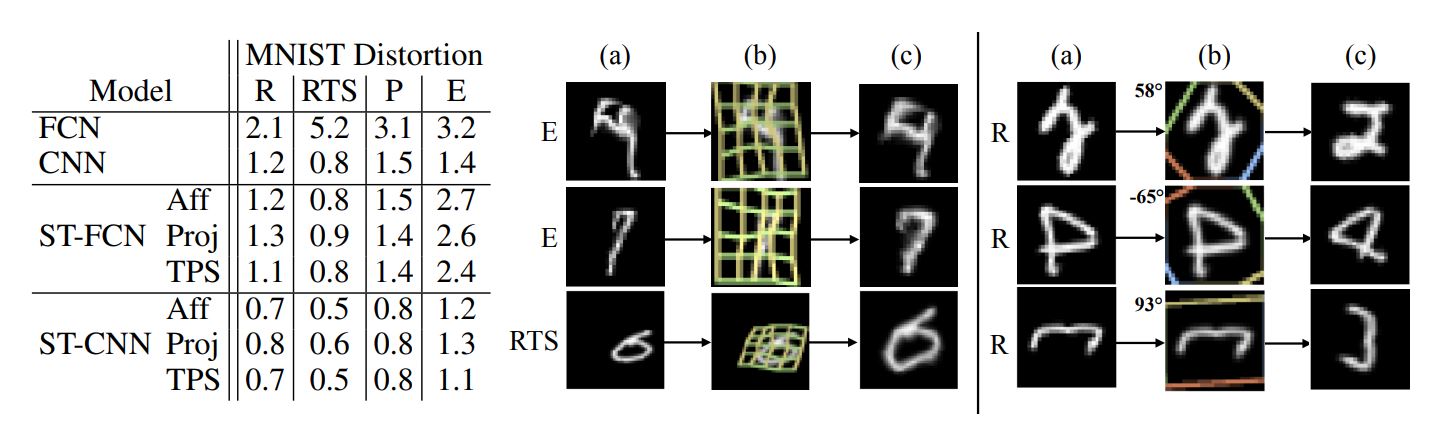 MNIST Distortion
Model R RTS P E
FCN 2.1 5.2 3.1 3.2
CNN 1.2 0.8 1.5 1.4
Aff 1.2 0.8 1.5 2.7
ST-FCN Proj 1.3 0.9 1.4 2.6
TPS 1.1 0.8 1.4 2.4
Aff 0.7 0.5 0.8 1.2
ST-CNN Proj 0.8 0.6 0.8 1.3
TPS 0.7 0.5 0.8 1.1
(a) (b) (c)
E
E
RTS
(a) (b) (c)
R 58°
R -65°
R 93°